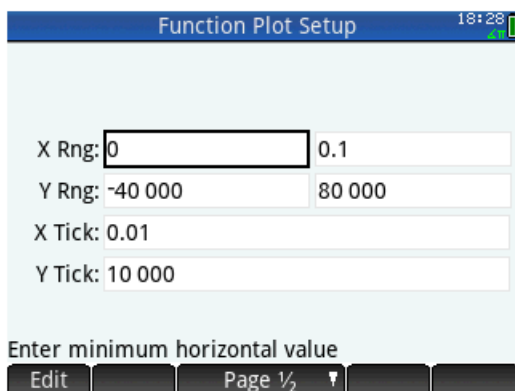 Function Plot Setup 18:28
∡π
X Rng: 0 0.1
Y Rng: -40 000 80 000
X Tick: 0.01
Y Tick: 10 000
Enter minimum horizontal value
Edit Page ½